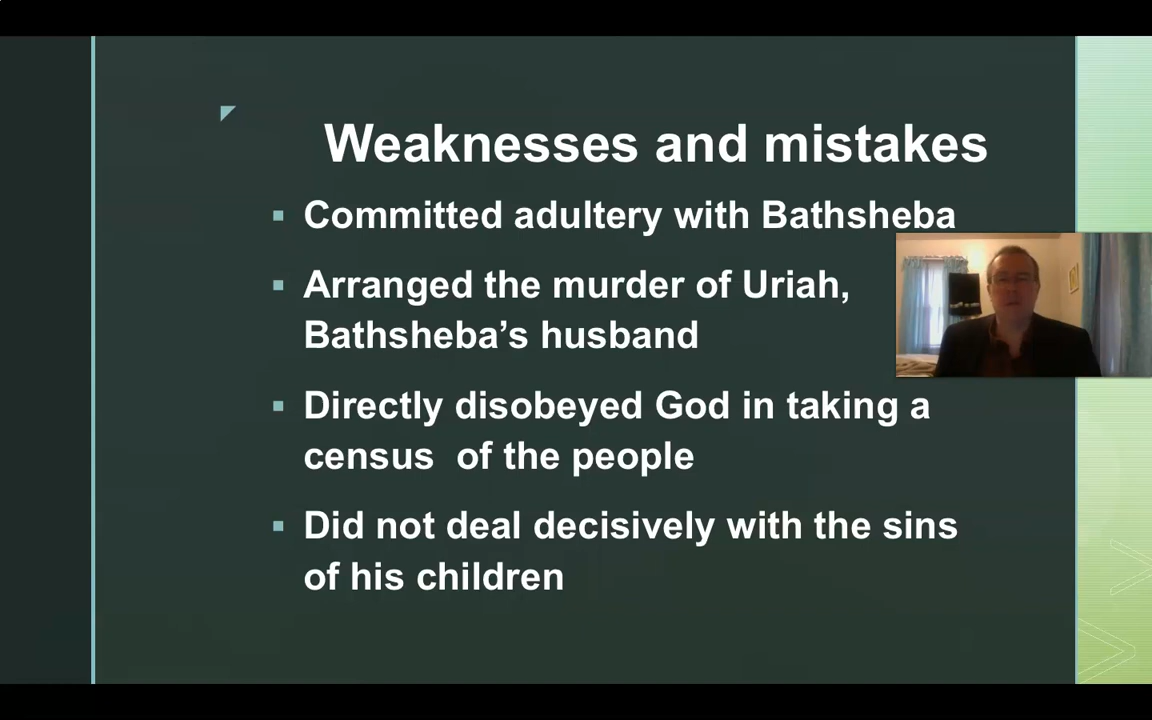 Weaknesses and mistakes
Committed adultery with Bathsheba
Arranged the murder of Uriah,
Bathsheba’s husband
Directly disobeyed God in taking a
census  of the people
Did not deal decisively with the sins
of his children